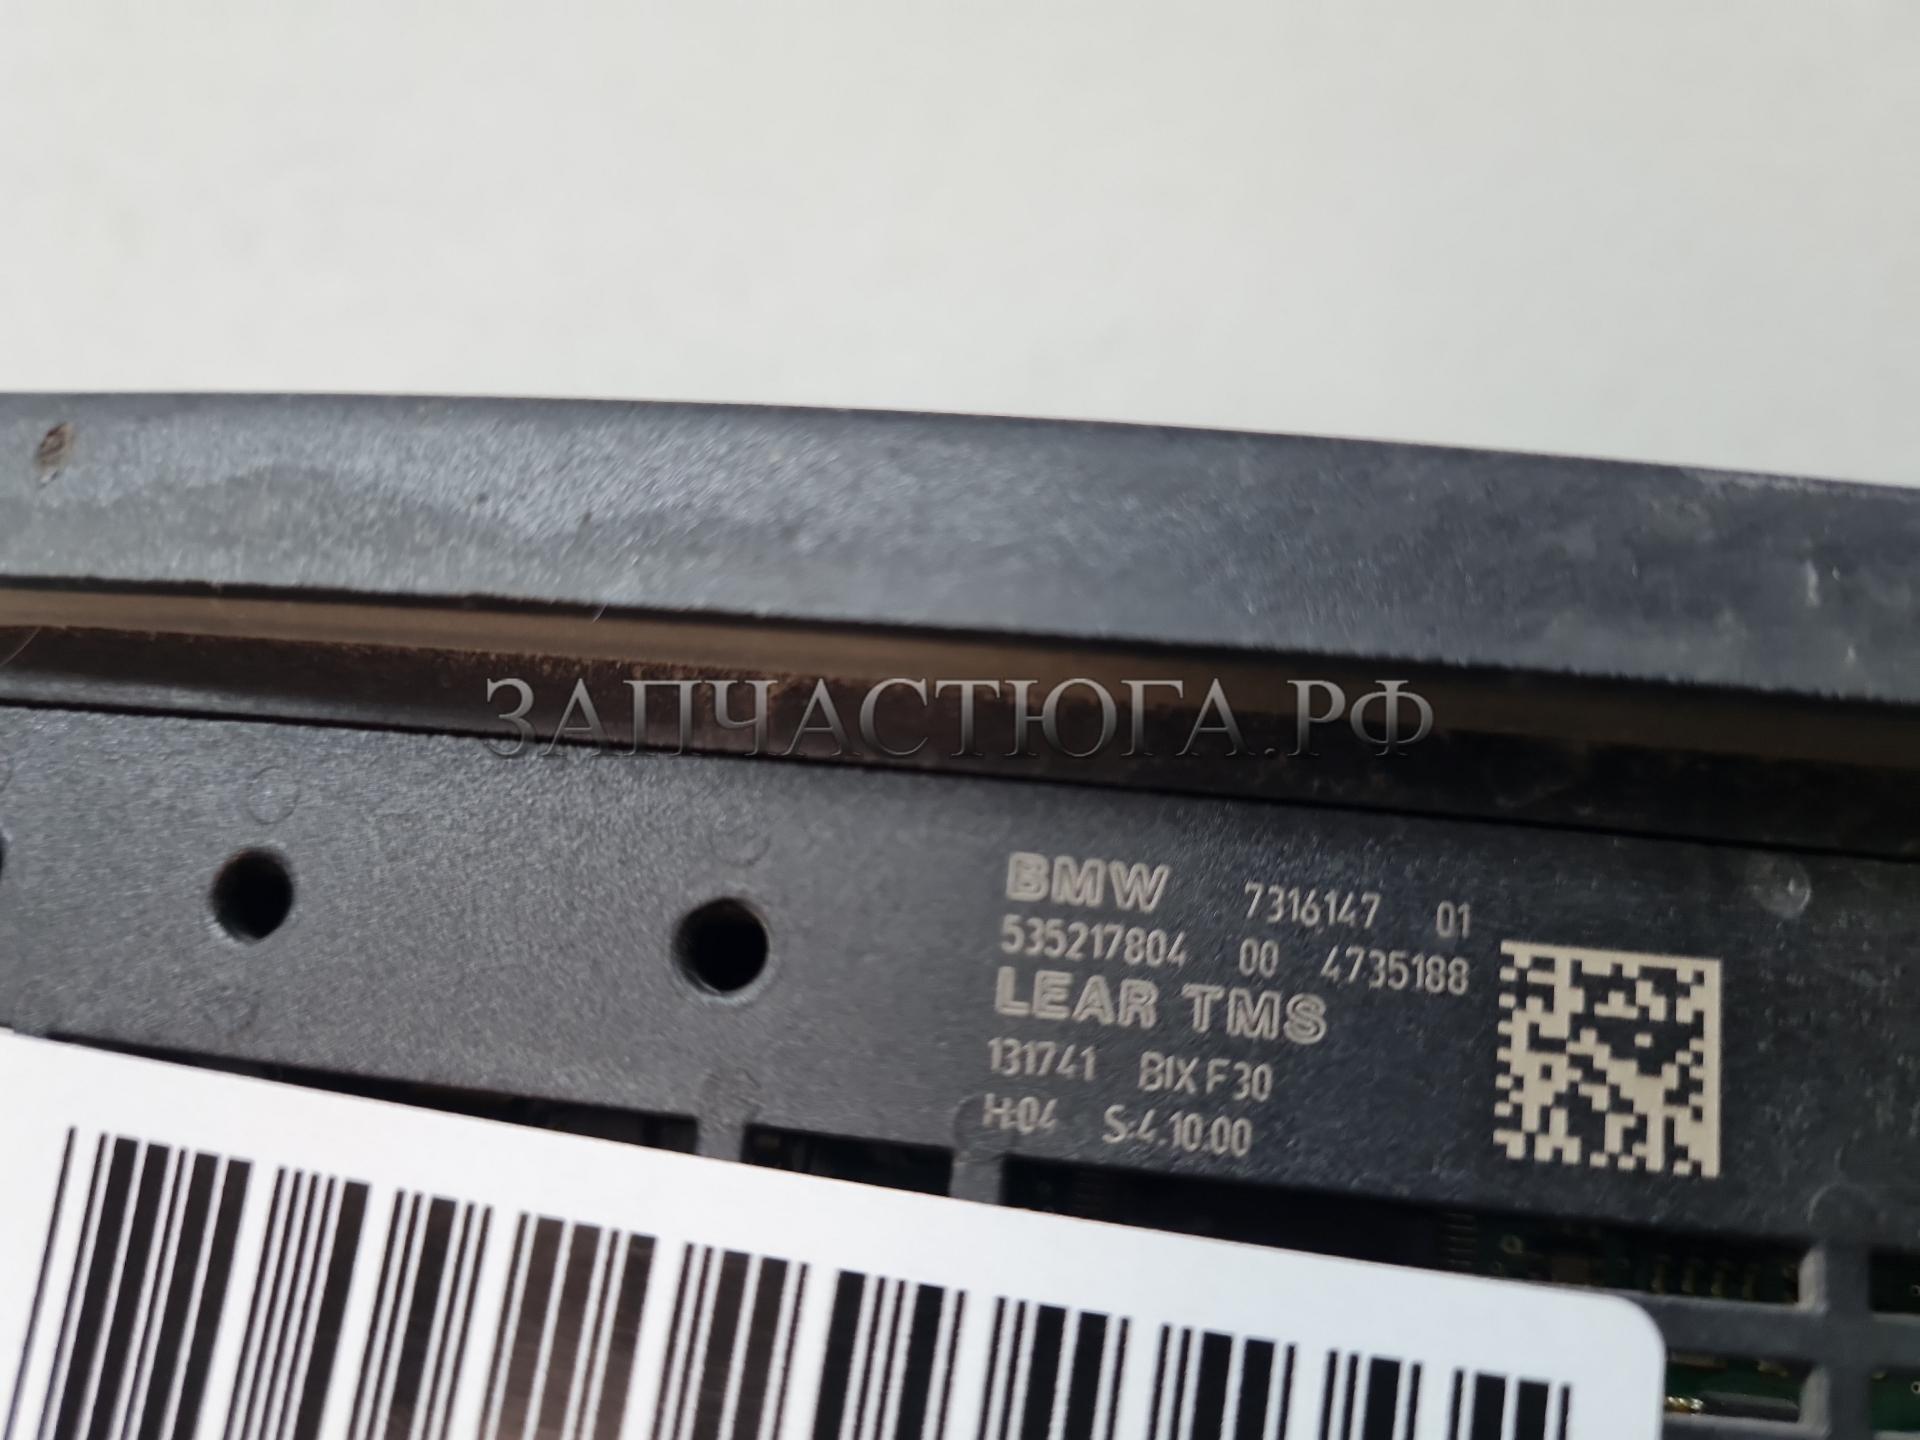 ЗАПЧАСТЮГА.РФ
BMW 7316147 01
535217804 00 4735188
LEAR TMS
131741 BIX F30
H:04 S:4.10.00